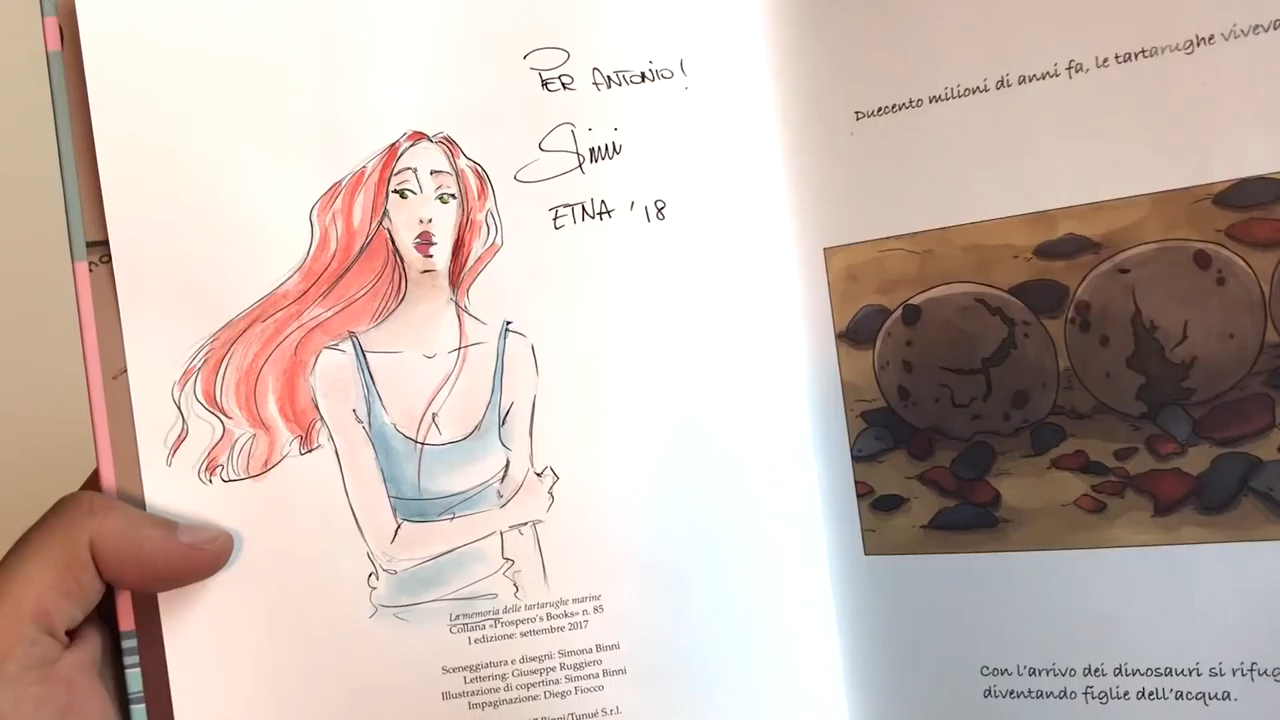 PER ANTONIO!
ETNA '18
La memoria delle tartarughe marine
Collana «Prospero's Books» n. 85
I edizione: settembre 2017
Sceneggiatura e disegni: Simona Binni
Lettering: Giuseppe Ruggiero
Illustrazione di copertina: Simona Binni
Impaginazione: Diego Fiocco
Binni/Tunué S.r.l.
Duecento milioni di anni fa, le tartarughe
Con l'arrivo dei dinosauri si
diventando figlie dell'acqua.